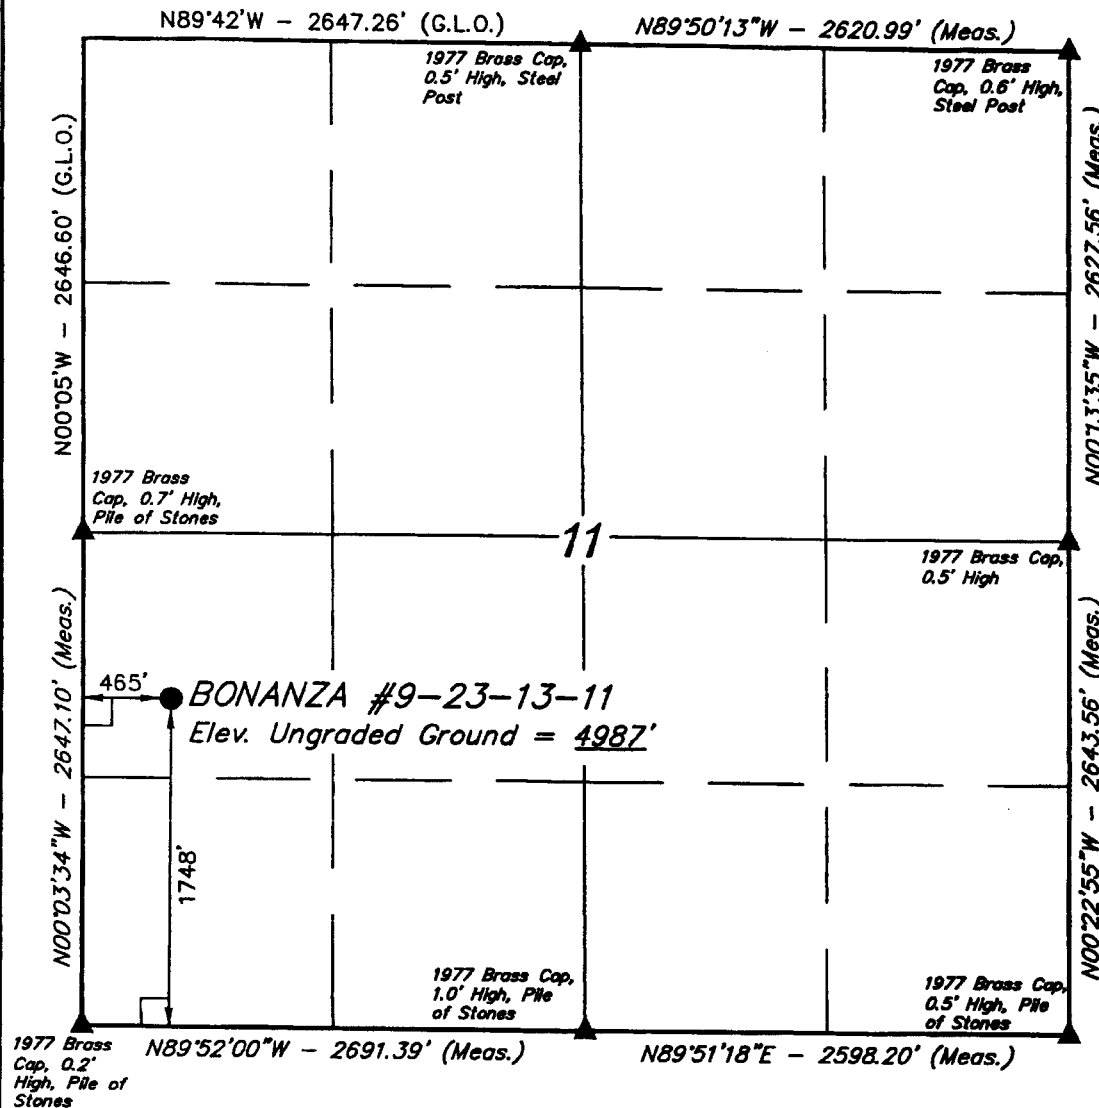 N89°42'W – 2647.26' (G.L.O.)
N89°50'13"W – 2620.99' (Meas.)
1977 Brass Cap,
0.5' High, Steel
Post
1977 Brass
Cap, 0.6' High,
Steel Post
N00°05'W – 2646.60' (G.L.O.)
N00°13'35"W – 2627.56' (Meas.)
1977 Brass
Cap, 0.7' High,
Pile of Stones
11
1977 Brass Cap,
0.5' High
N00°03'34"W – 2647.10' (Meas.)
465'
BONANZA #9-23-13-11
Elev. Ungraded Ground = 4987'
1748'
N00°22'55"W – 2643.56' (Meas.)
1977 Brass Cap,
1.0' High, Pile
of Stones
1977 Brass Cap,
0.5' High, Pile
of Stones
1977 Brass
Cap, 0.2'
High, Pile of
Stones
N89°52'00"W – 2691.39' (Meas.)
N89°51'18"E – 2598.20' (Meas.)